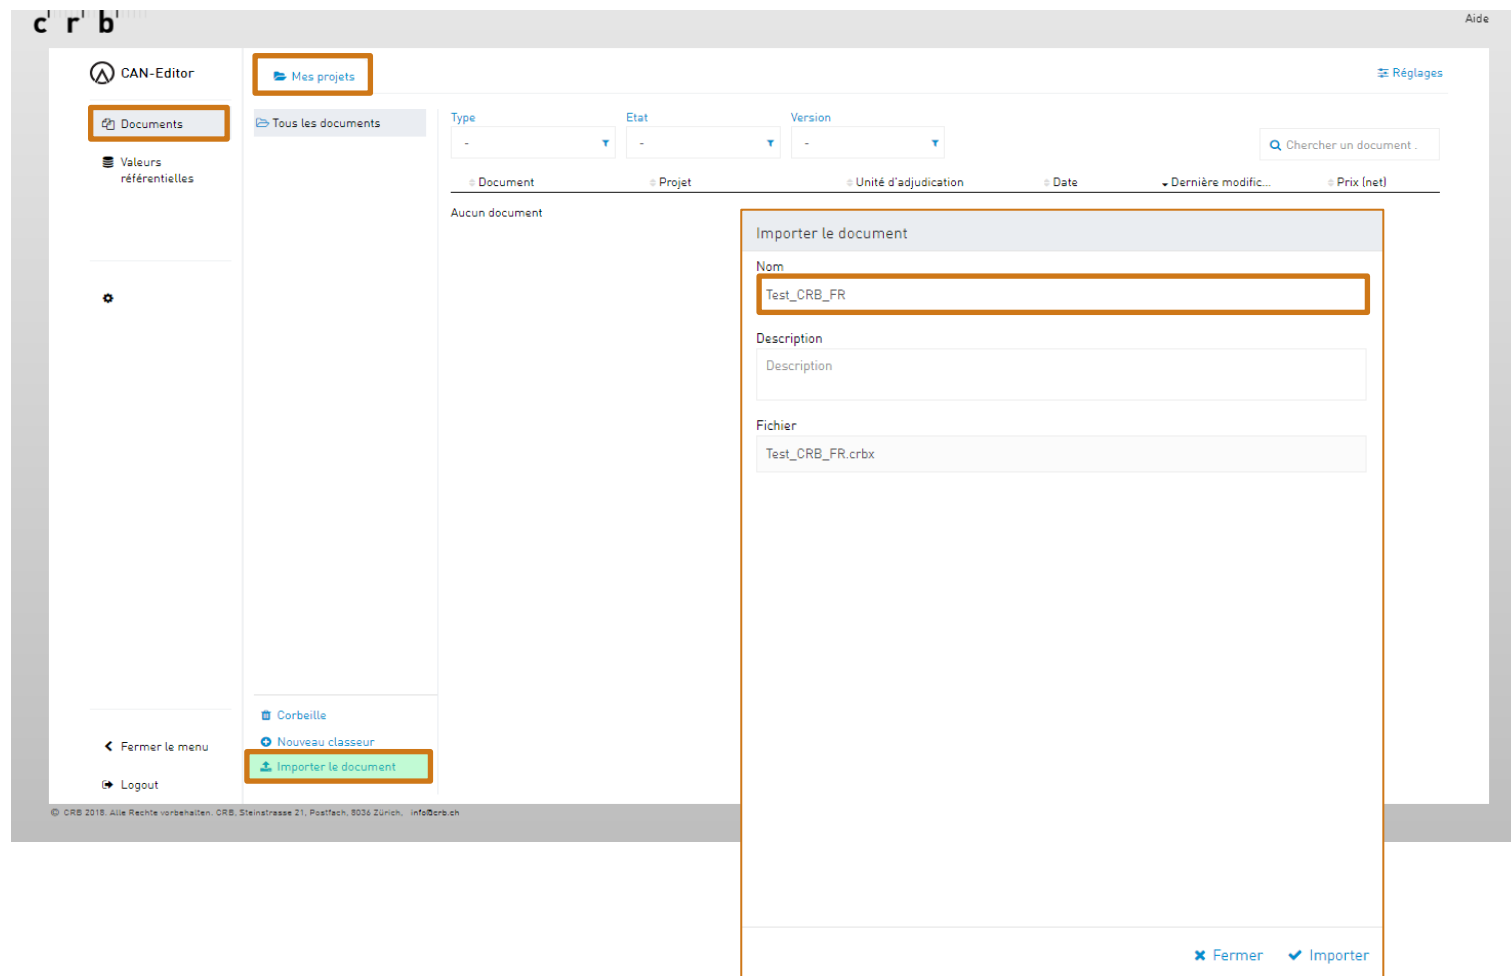 c r b
Aide
CAN-Editor
Mes projets
Réglages
Documents
Valeurs
référentielles
Tous les documents
Type
Etat
Version
-
-
-
Chercher un document .
Document
Projet
Unité d'adjudication
Date
Dernière modific...
Prix (net)
Aucun document
Importer le document
Nom
Test_CRB_FR
Description
Description
Fichier
Test_CRB_FR.crbx
Corbeille
Nouveau classeur
Importer le document
Fermer le menu
Logout
© CRB 2018. Alle Rechte vorbehalten. CRB, Steinstrasse 21, Postfach, 8036 Zürich, info@crb.ch
Fermer
Importer